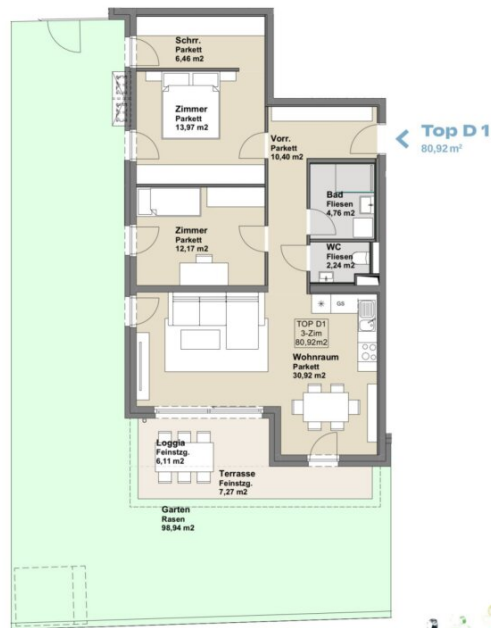 Schrr.
Parkett
6,46 m2
Zimmer
Parkett
13,97 m2
Vorr.
Parkett
10,40 m2
Top D 1
80,92 m²
Bad
Fliesen
4,76 m2
Zimmer
Parkett
12,17 m2
WC
Fliesen
2,24 m2
GS
TOP D1
3-Zim
80,92m2
Wohnraum
Parkett
30,92 m2
Loggia
Feinstzg.
6,11 m2
Terrasse
Feinstzg.
7,27 m2
Garten
Rasen
98,94 m2